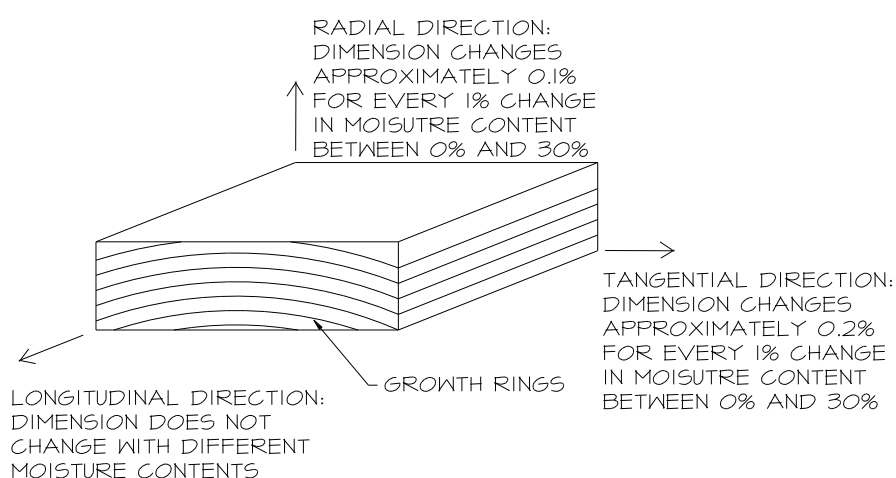 RADIAL DIRECTION:
DIMENSION CHANGES
APPROXIMATELY 0.1%
FOR EVERY 1% CHANGE
IN MOISUTRE CONTENT
BETWEEN 0% AND 30%
TANGENTIAL DIRECTION:
DIMENSION CHANGES
APPROXIMATELY 0.2%
FOR EVERY 1% CHANGE
IN MOISUTRE CONTENT
BETWEEN 0% AND 30%
GROWTH RINGS
LONGITUDINAL DIRECTION:
DIMENSION DOES NOT
CHANGE WITH DIFFERENT
MOISTURE CONTENTS